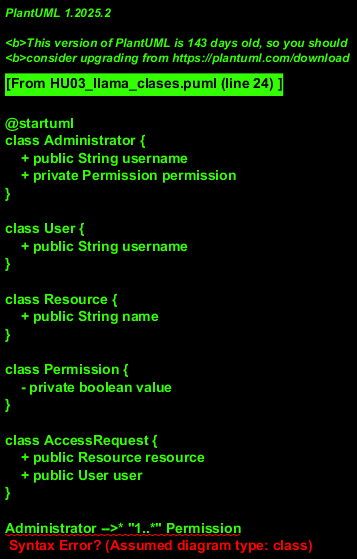 PlantUML 1.2025.2
<b>This version of PlantUML is 143 days old, so you should
<b>consider upgrading from https://plantuml.com/download
[From HU03_llama_clases.puml (line 24) ]
@startuml
class Administrator {
+ public String username
+ private Permission permission
}
class User {
+ public String username
}
class Resource {
+ public String name
}
class Permission {
- private boolean value
}
class AccessRequest {
+ public Resource resource
+ public User user
}
Administrator -->* "1..*" Permission
Syntax Error? (Assumed diagram type: class)